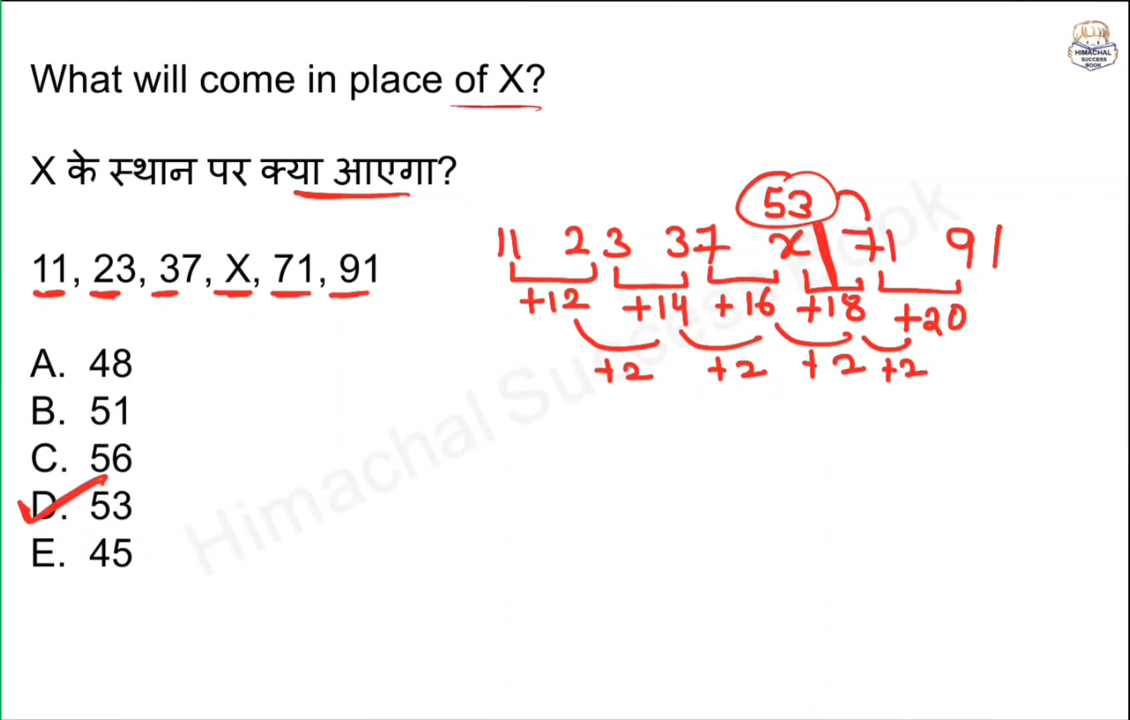 What will come in place of X?
X के स्थान पर क्या आएगा?
11, 23, 37, X, 71, 91
A. 48
B. 51
C. 56
D. 53
E. 45
53
11 23 37 x 71 91
+12 +14 +16 +18 +20
+2 +2 +2 +2
HIMACHAL
SUCCESS
BOOK
Himachal Success Book